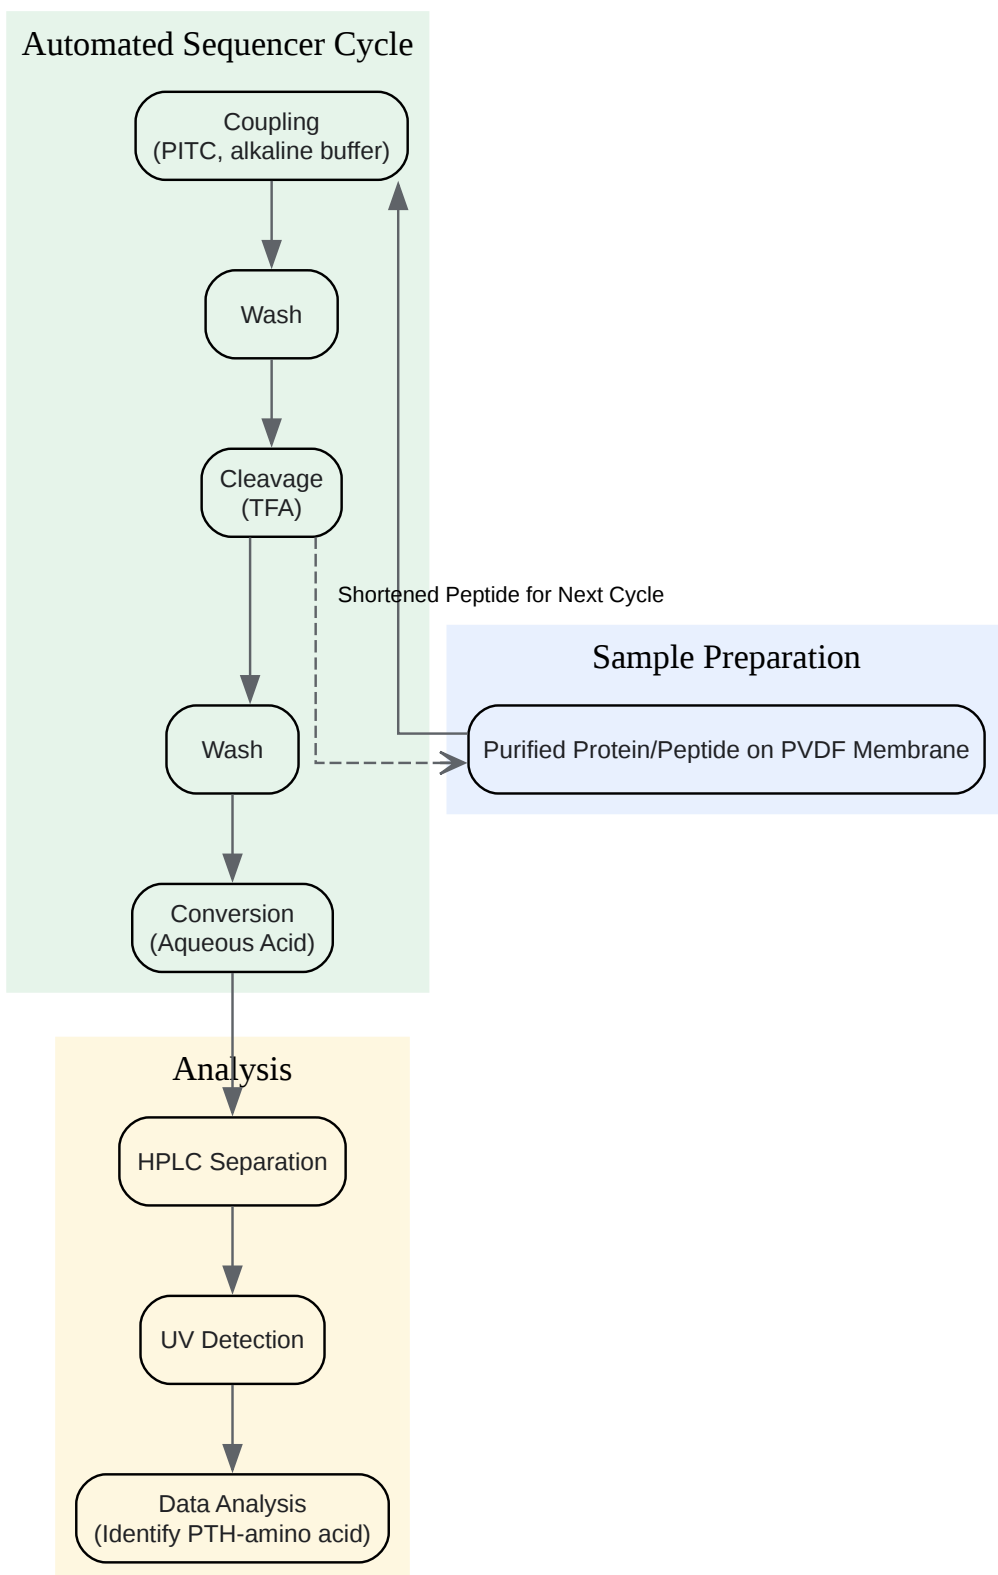 Automated Sequencer Cycle
Coupling
(PITC, alkaline buffer)
Wash
Cleavage
(TFA)
Shortened Peptide for Next Cycle
Sample Preparation
Purified Protein/Peptide on PVDF Membrane
Wash
Conversion
(Aqueous Acid)
Analysis
HPLC Separation
UV Detection
Data Analysis
(Identify PTH-amino acid)